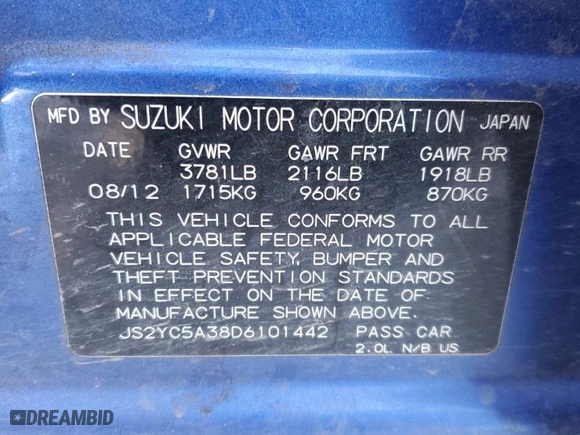 MFD BY SUZUKI MOTOR CORPORATION JAPAN
DATE GVWR GAWR FRT GAWR RR
3781LB 2116LB 1918LB
08/12 1715KG 960KG 870KG
THIS VEHICLE CONFORMS TO ALL
APPLICABLE FEDERAL MOTOR
VEHICLE SAFETY, BUMPER AND
THEFT PREVENTION STANDARDS
IN EFFECT ON THE DATE OF
MANUFACTURE SHOWN ABOVE.
JS2YC5A38D6101442 PASS CAR
2.0L N/B US
DREAMBID